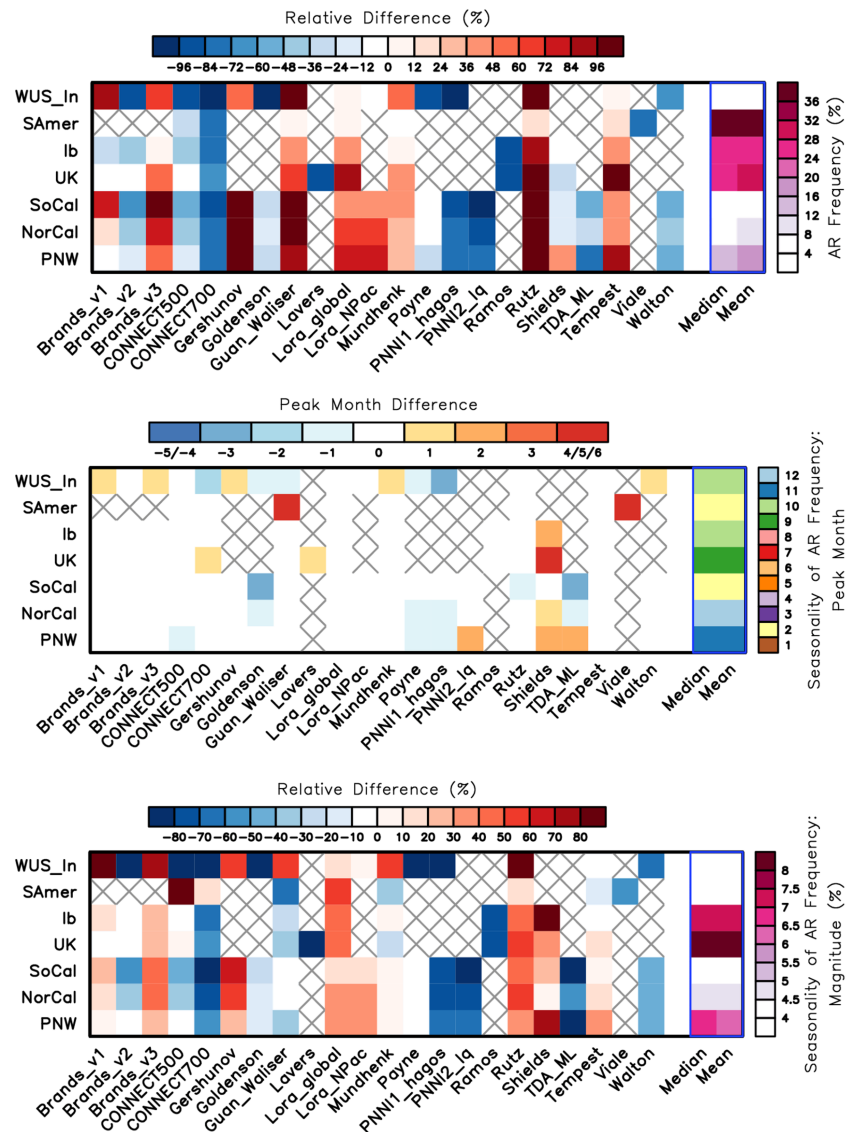 Relative Difference (%)
-96 -84 -72 -60 -48 -36 -24 -12 0 12 24 36 48 60 72 84 96
WUS_In
SAmer
Ib
UK
SoCal
NorCal
PNW
36
32
28
24
20
16
12
8
4
AR Frequency (%)
Brands_v1 Brands_v2 Brands_v3 CONNECT500 CONNECT700 Gershunov Goldenson Guan_Waliser Lavers Lora_global Lora_NPac Mundhenk Payne PNNl1_hagos PNNl2_lq Ramos Rutz Shields TDA_ML Tempest Viale Walton Median Mean
Peak Month Difference
-5/-4 -3 -2 -1 0 1 2 3 4/5/6
WUS_In
SAmer
Ib
UK
SoCal
NorCal
PNW
12
11
10
9
8
7
6
5
4
3
2
1
Seasonality of AR Frequency:
Peak Month
Brands_v1 Brands_v2 Brands_v3 CONNECT500 CONNECT700 Gershunov Goldenson Guan_Waliser Lavers Lora_global Lora_NPac Mundhenk Payne PNNl1_hagos PNNl2_lq Ramos Rutz Shields TDA_ML Tempest Viale Walton Median Mean
Relative Difference (%)
-80 -70 -60 -50 -40 -30 -20 -10 0 10 20 30 40 50 60 70 80
WUS_In
SAmer
Ib
UK
SoCal
NorCal
PNW
8
7.5
7
6.5
6
5.5
5
4.5
4
Seasonality of AR Frequency:
Magnitude (%)
Brands_v1 Brands_v2 Brands_v3 CONNECT500 CONNECT700 Gershunov Goldenson Guan_Waliser Lavers Lora_global Lora_NPac Mundhenk Payne PNNl1_hagos PNNl2_lq Ramos Rutz Shields TDA_ML Tempest Viale Walton Median Mean